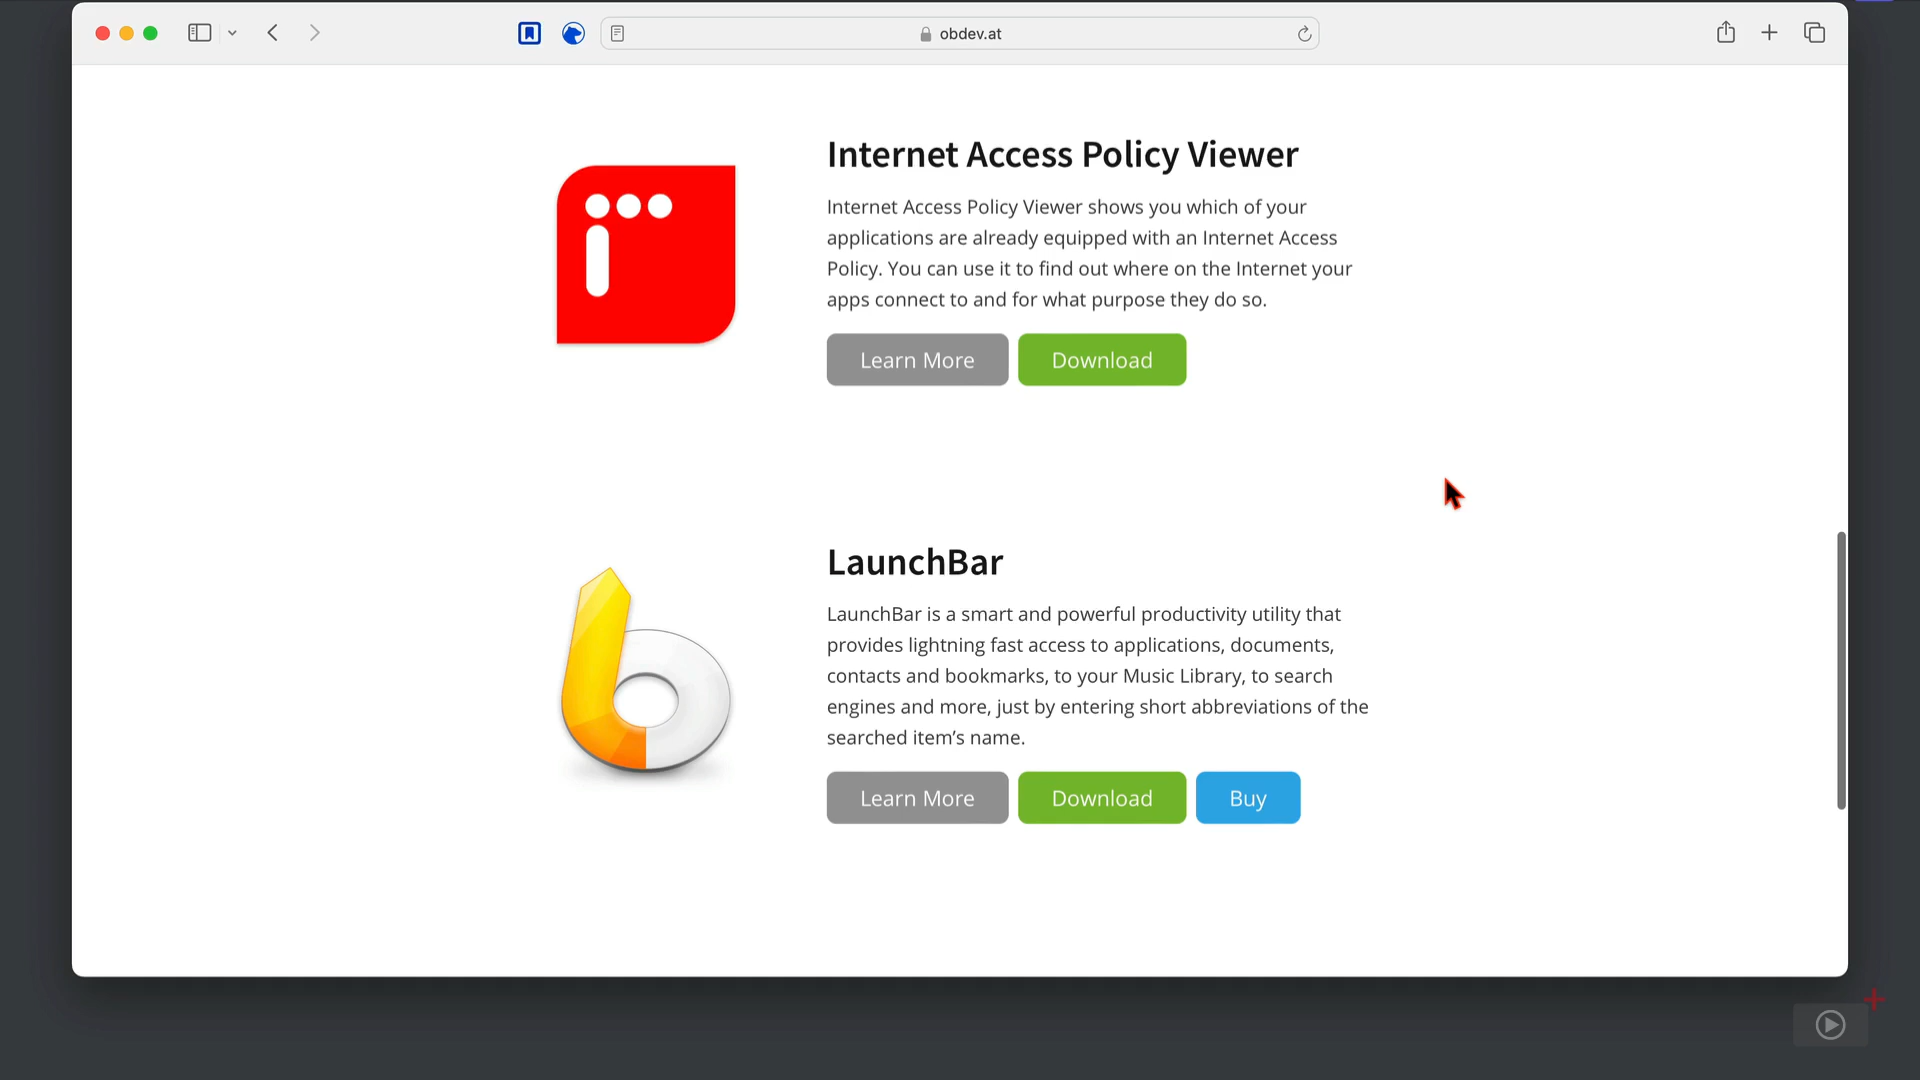 obdev.at
Internet Access Policy Viewer
Internet Access Policy Viewer shows you which of your
applications are already equipped with an Internet Access
Policy. You can use it to find out where on the Internet your
apps connect to and for what purpose they do so.
Learn More Download
LaunchBar
LaunchBar is a smart and powerful productivity utility that
provides lightning fast access to applications, documents,
contacts and bookmarks, to your Music Library, to search
engines and more, just by entering short abbreviations of the
searched item’s name.
Learn More Download Buy